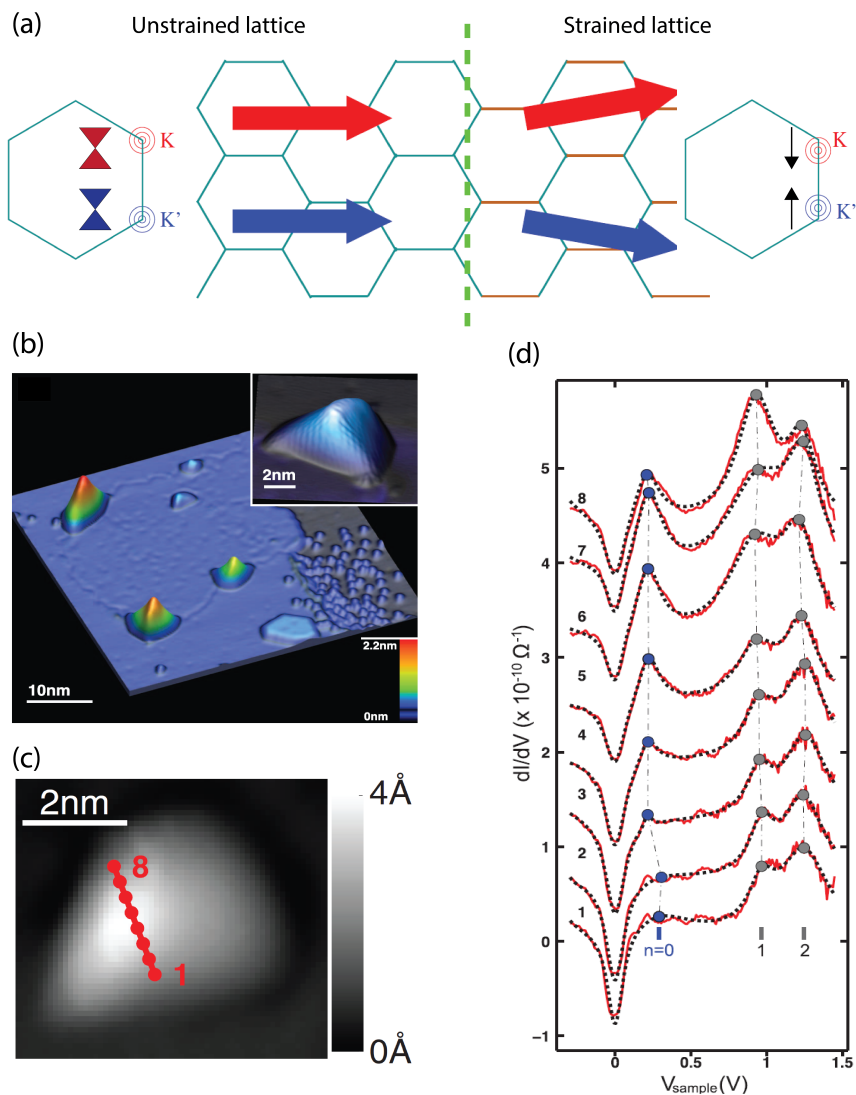 (a)
Unstrained lattice
Strained lattice
K
K'
K
K'
(b)
2nm
2.2nm
0nm
10nm
(c)
2nm
8
1
4Å
0Å
(d)
dI/dV (x 10⁻¹⁰ Ω⁻¹)
5
4
3
2
1
0
−1
8
7
6
5
4
3
2
1
n=0
1
2
0
0.5
1
1.5
Vsample(V)